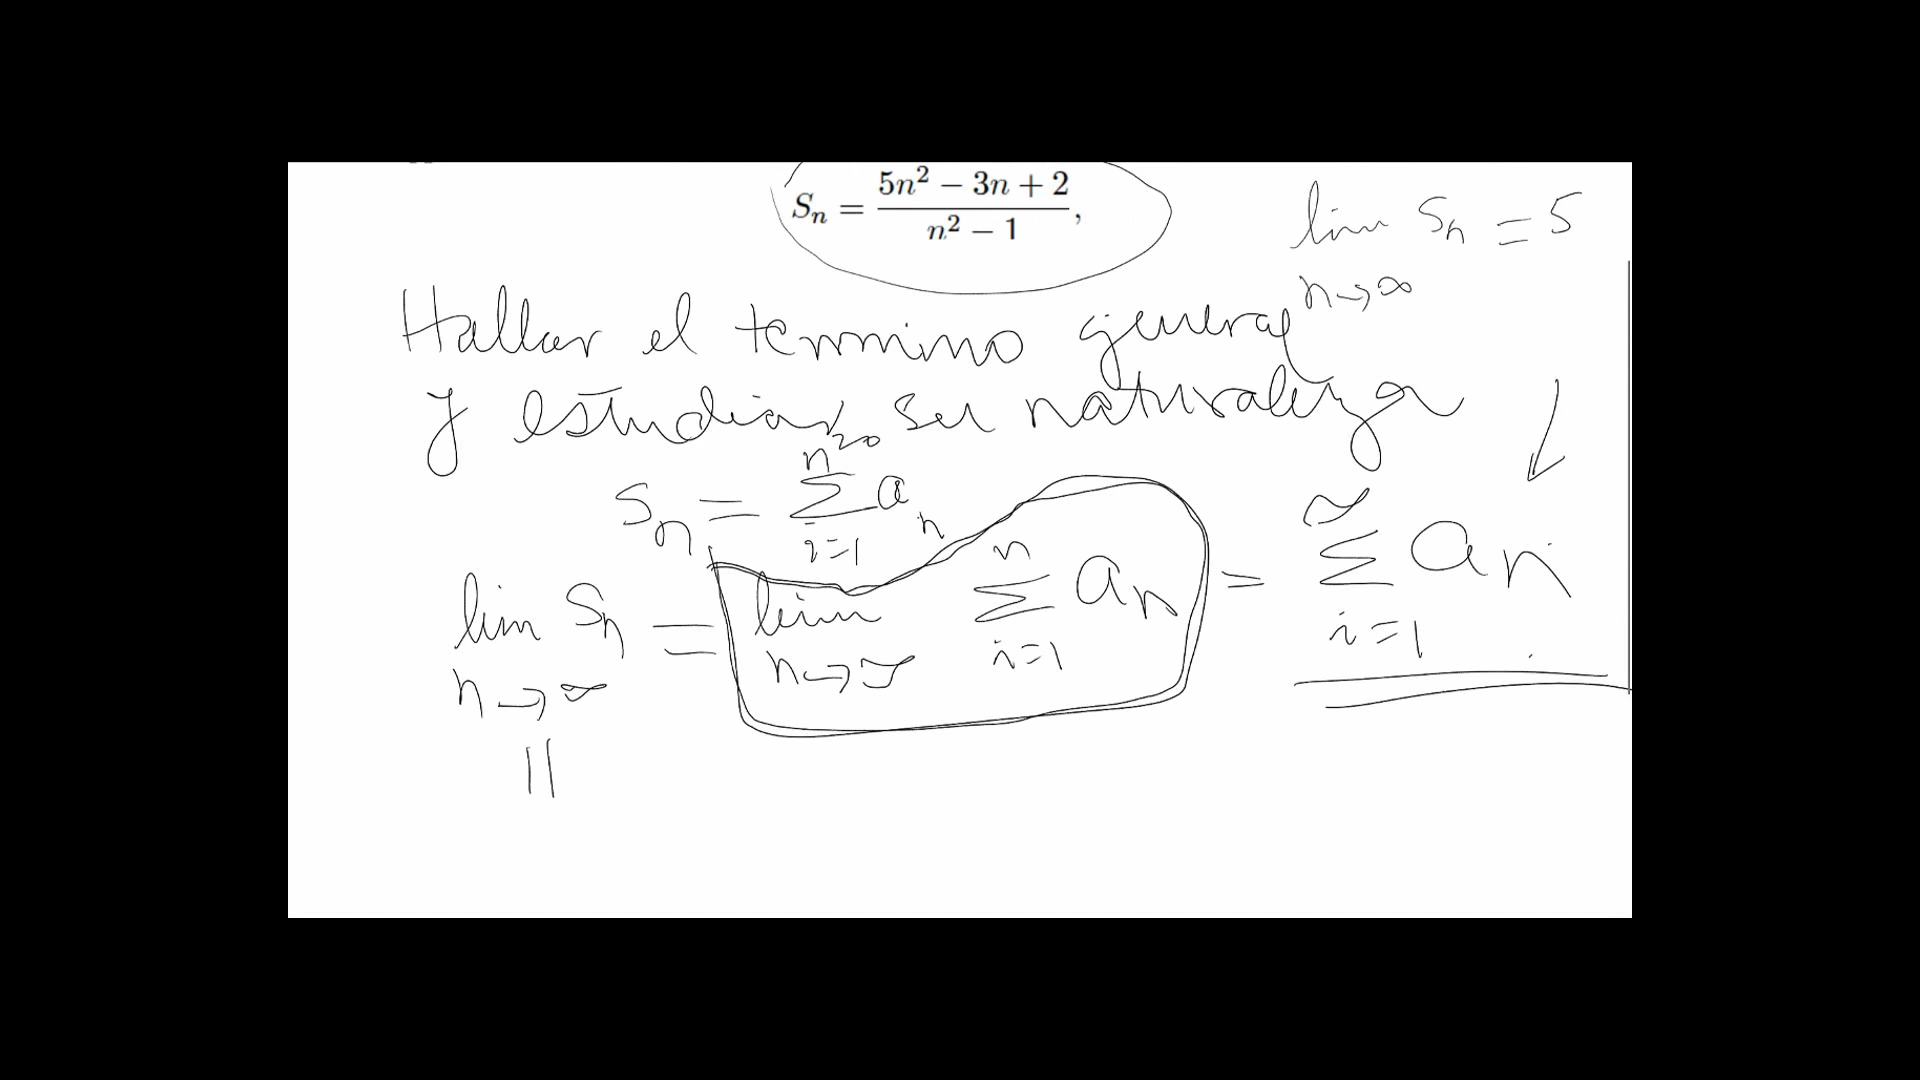 Sn = 5n² − 3n + 2 / n² − 1,
lim Sn = 5
n→∞
Hallar el termino general
y estudiar su naturaleza
Sn = n∑i=1 an
lim Sn = lim n∑i=1 an = ∞∑i=1 an
n→∞ n→∞
||